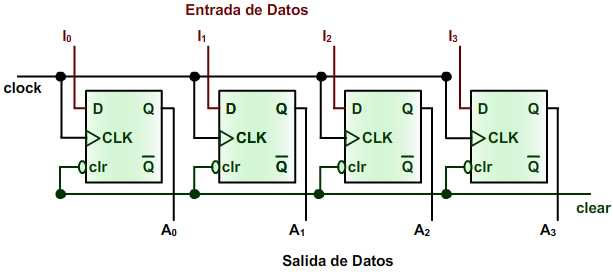 Entrada de Datos
I0 I1 I2 I3
clock
D Q D Q D Q D Q
CLK CLK CLK CLK
clr Q clr Q clr Q clr Q
clear
A0 A1 A2 A3
Salida de Datos